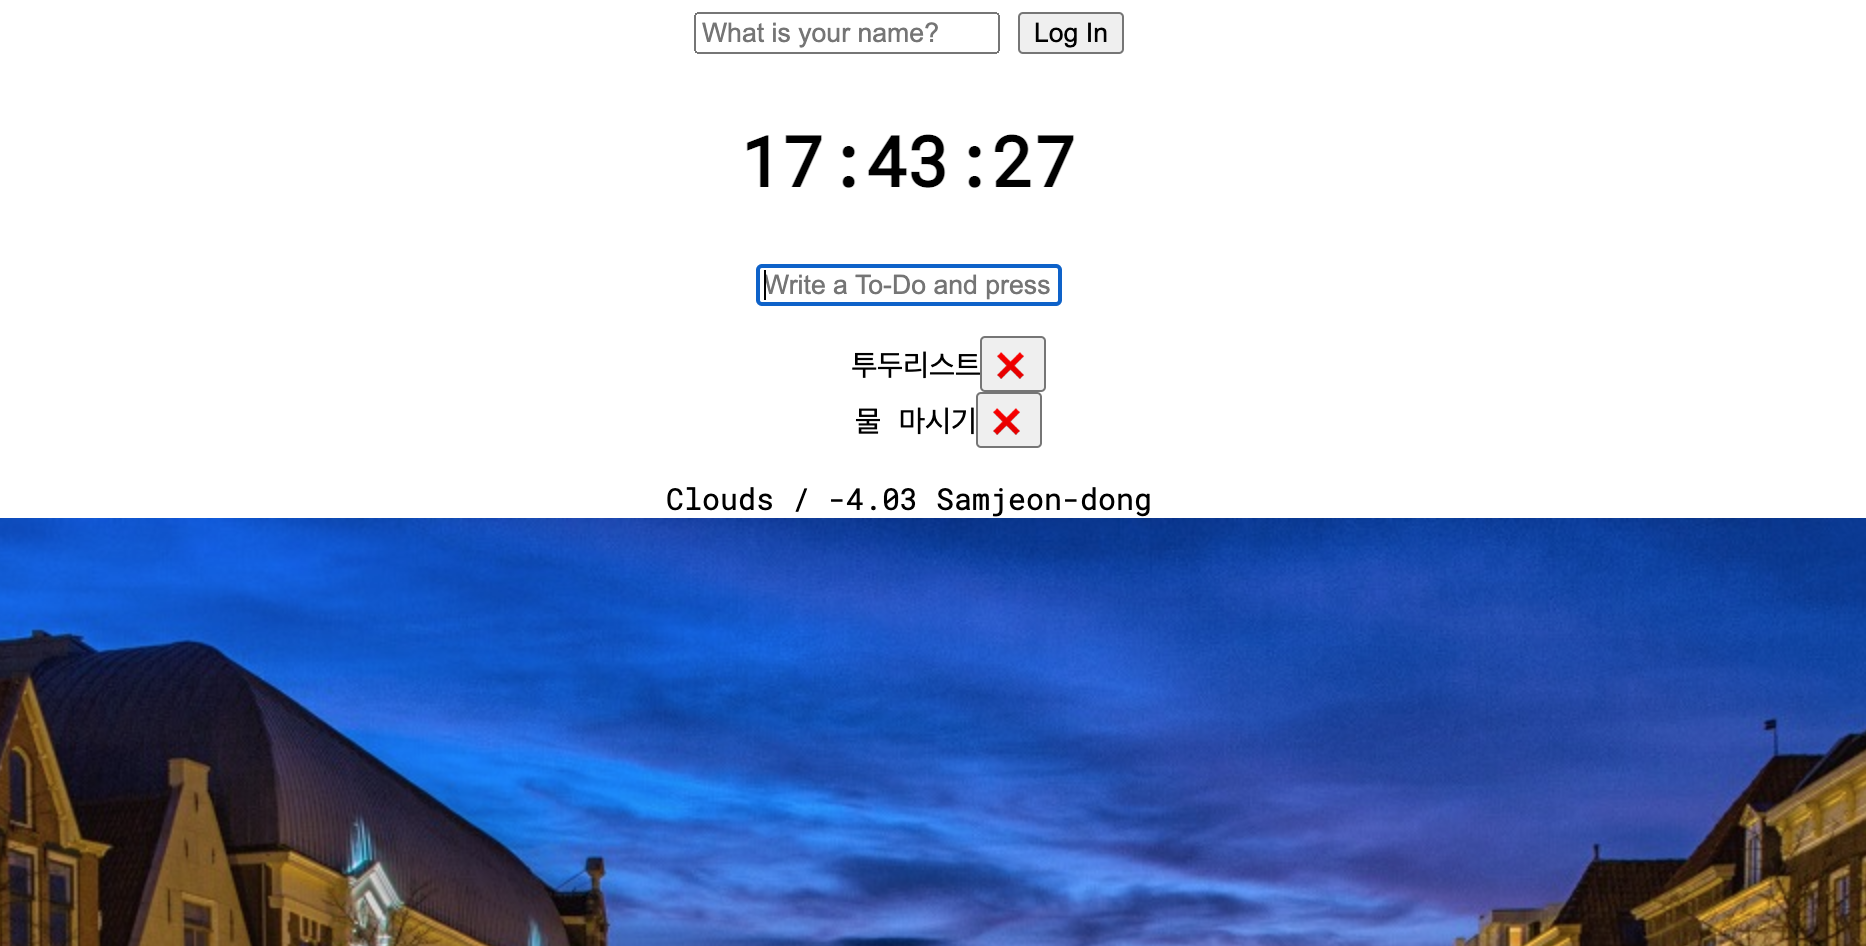 What is your name? Log In
17:43:27
Write a To-Do and press
투두리스트❌
물 마시기❌
Clouds / -4.03 Samjeon-dong